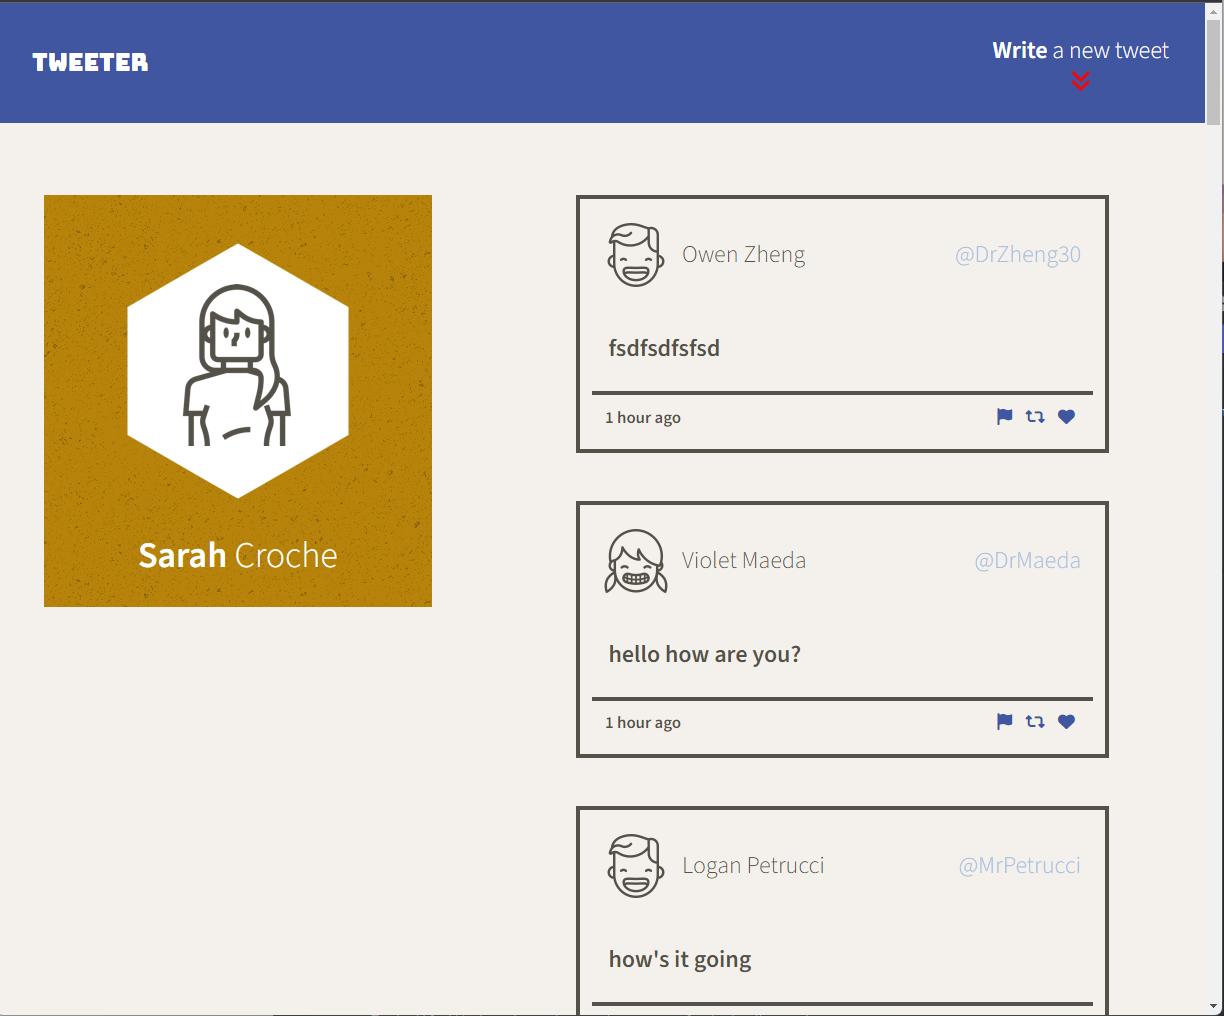 TWEETER
Write a new tweet
Sarah Croche
Owen Zheng
@DrZheng30
fsdfsdfsfsd
1 hour ago
Violet Maeda
@DrMaeda
hello how are you?
1 hour ago
Logan Petrucci
@MrPetrucci
how's it going